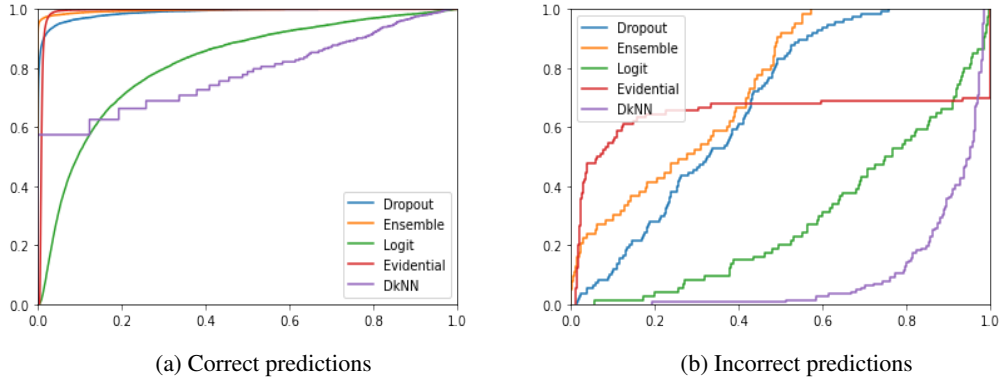 1.0
0.8
0.6
0.4
0.2
0.0
0.0 0.2 0.4 0.6 0.8 1.0
Dropout
Ensemble
Logit
Evidential
DkNN
(a) Correct predictions
1.0
0.8
0.6
0.4
0.2
0.0
0.0 0.2 0.4 0.6 0.8 1.0
Dropout
Ensemble
Logit
Evidential
DkNN
(b) Incorrect predictions